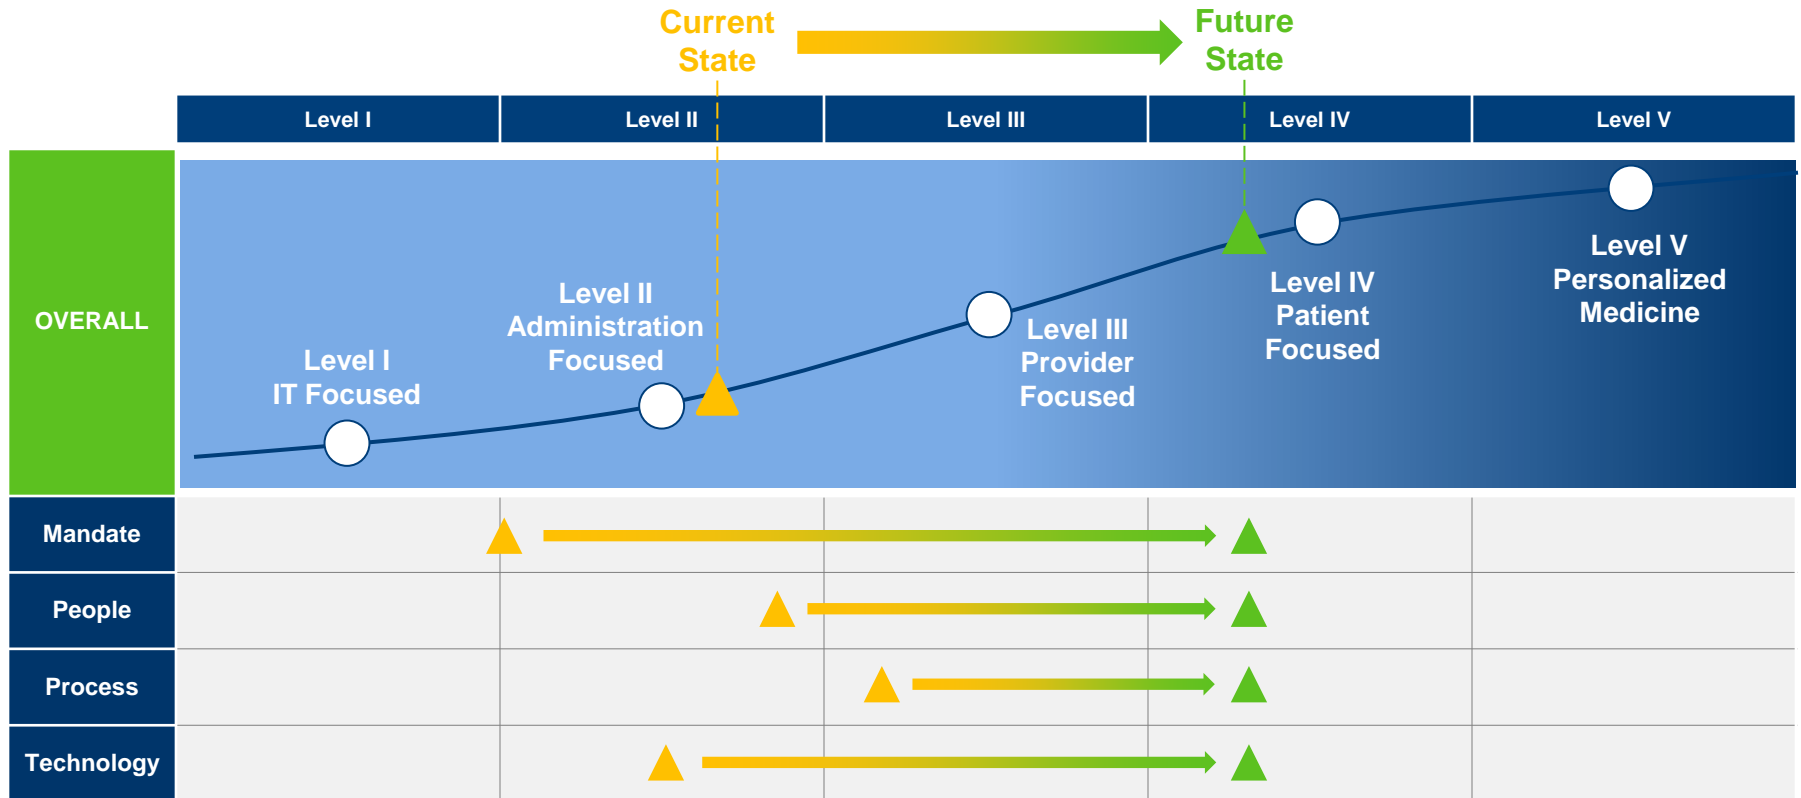 Current
State
Future
State
Level I
Level II
Level III
Level IV
Level V
OVERALL
Level I
IT Focused
Level II
Administration
Focused
Level III
Provider
Focused
Level IV
Patient
Focused
Level V
Personalized
Medicine
Mandate
People
Process
Technology